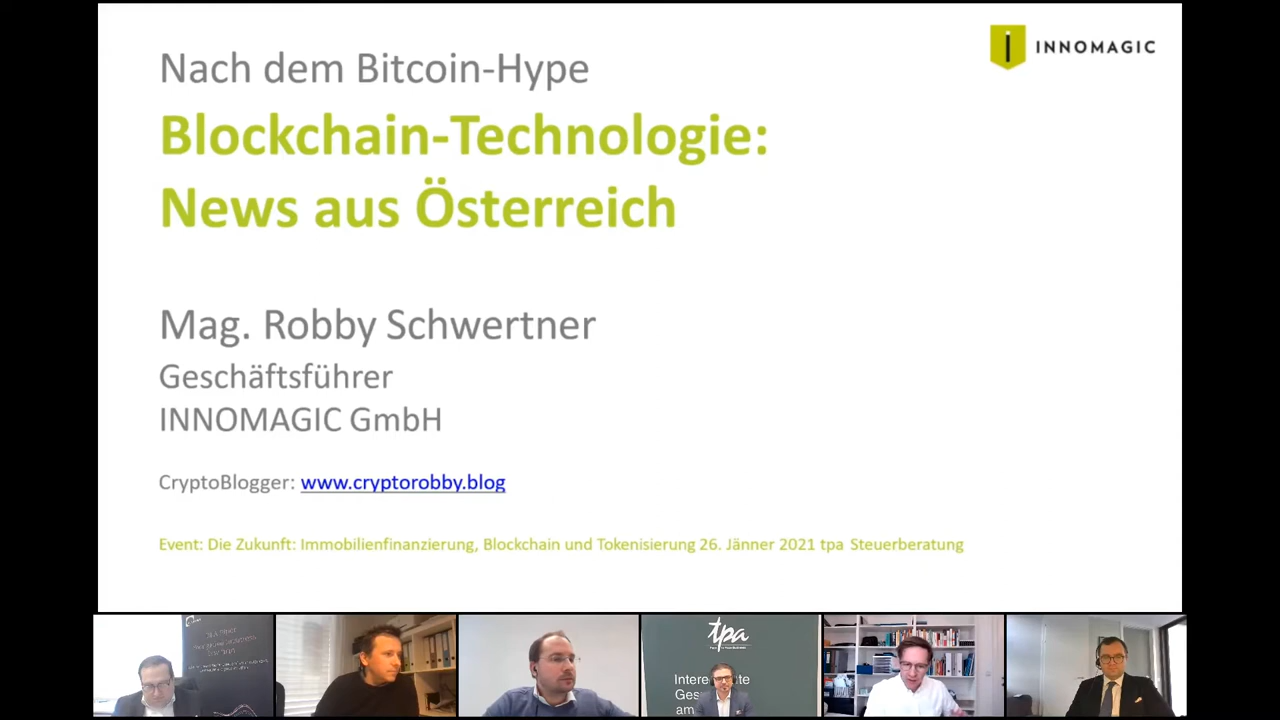 Nach dem Bitcoin-Hype
INNOMAGIC
Blockchain-Technologie:
News aus Österreich
Mag. Robby Schwertner
Geschäftsführer
INNOMAGIC GmbH
CryptoBlogger: www.cryptorobby.blog
Event: Die Zukunft: Immobilienfinanzierung, Blockchain und Tokenisierung 26. Jänner 2021 tpa Steuerberatung
tpa